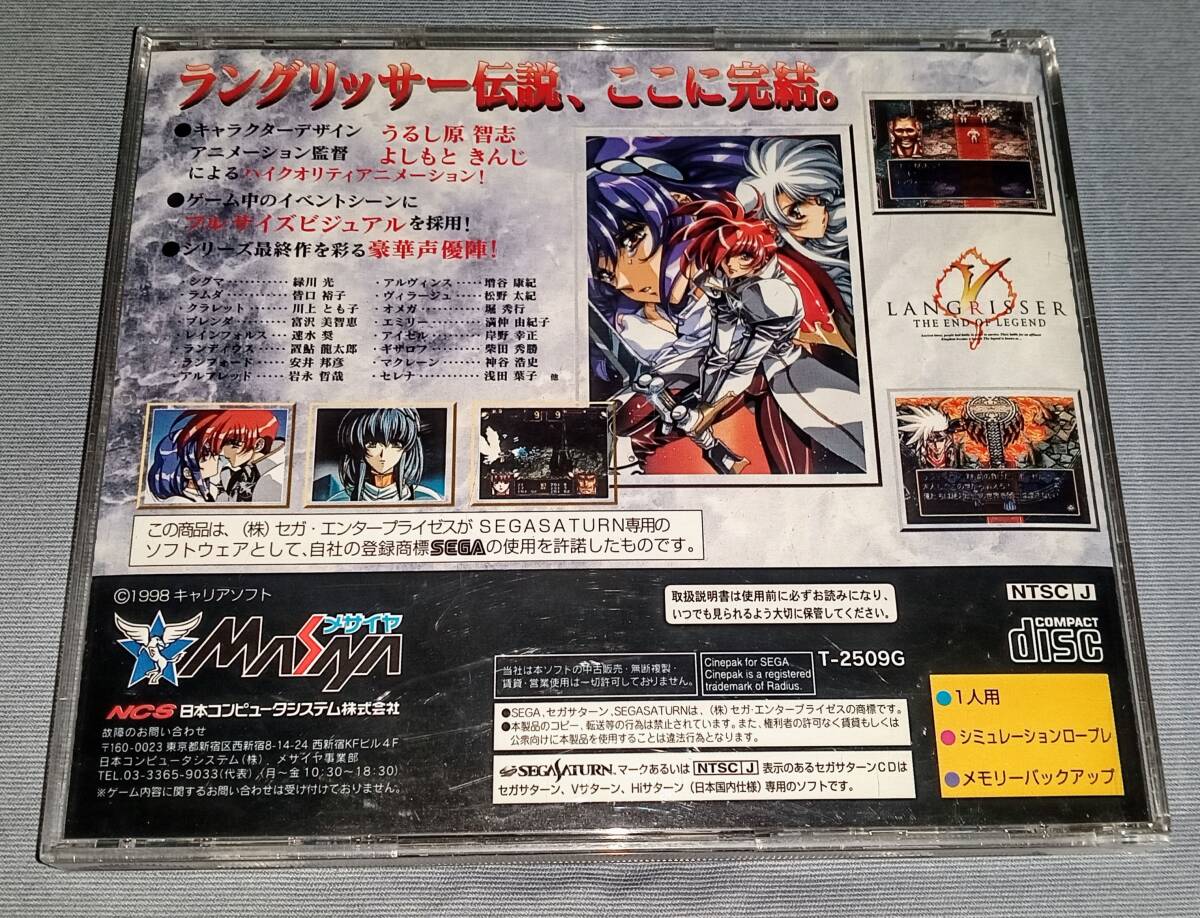 ラングリッサー伝説、ここに完結。
●キャラクターデザイン うるし原 智志
アニメーション監督 よしもと きんじ
によるハイクオリティアニメーション!
●ゲーム中のイベントシーンに
フルサイズビジュアルを採用!
●シリーズ最終作を彩る豪華声優陣!
・シグマ………… 緑川 光
・ラムダ………… 皆口 裕子
・クラレット……… 川上 とも子
・ブレンダ……… 富沢 美智恵
・レインフォルス…… 速水 奨
・ランディウス…… 置鮎 龍太郎
・ランフォード…… 安井 邦彦
・アルフレッド…… 岩永 哲哉
・アルヴィンス…… 増谷 康紀
・ヴィラージュ…… 松野 太紀
・オメガ………… 堀 秀行
・エミリー……… 満仲 由紀子
・アイゼル……… 岸野 幸正
・ギザロフ……… 柴田 秀勝
・マクレーン……… 神谷 浩史
・セレナ………… 浅田 葉子 他
V
LANGRISSER
THE END OF LEGEND
この商品は、(株)セガ・エンタープライゼスがSEGASATURN専用の
ソフトウェアとして、自社の登録商標SEGAの使用を許諾したものです。
©1998 キャリアソフト
メサイヤ
MASAYA
NCS 日本コンピュータシステム株式会社
故障のお問い合わせ
〒160-0023 東京都新宿区西新宿8-14-24 西新宿KFビル4F
日本コンピュータシステム(株)、メサイヤ事業部
TEL.03-3365-9033(代表)、(月〜金 10:30〜18:30)
※ゲーム内容に関するお問い合わせは受け付けておりません。
取扱説明書は使用前に必ずお読みになり、
いつでも見られるよう大切に保管してください。
NTSC J
COMPACT
disc
当社は本ソフトの中古販売・無断複製・
賃貸・営業使用は一切許可しておりません。
Cinepak for SEGA
Cinepak is a registered
trademark of Radius.
T-2509G
●SEGA、セガサターン、SEGASATURNは、(株)セガ・エンタープライゼスの商標です。
●本製品のコピー、転送等の行為は禁止されています。また、権利者の許可なく賃貸もしくは
公衆向けに本製品を使用することは違法行為となります。
SEGASATURN マークあるいは NTSC J 表示のあるセガサターンCDは
セガサターン、Vサターン、Hiサターン(日本国内仕様)専用のソフトです。
●1人用
●シミュレーションロープレ
●メモリーバックアップ